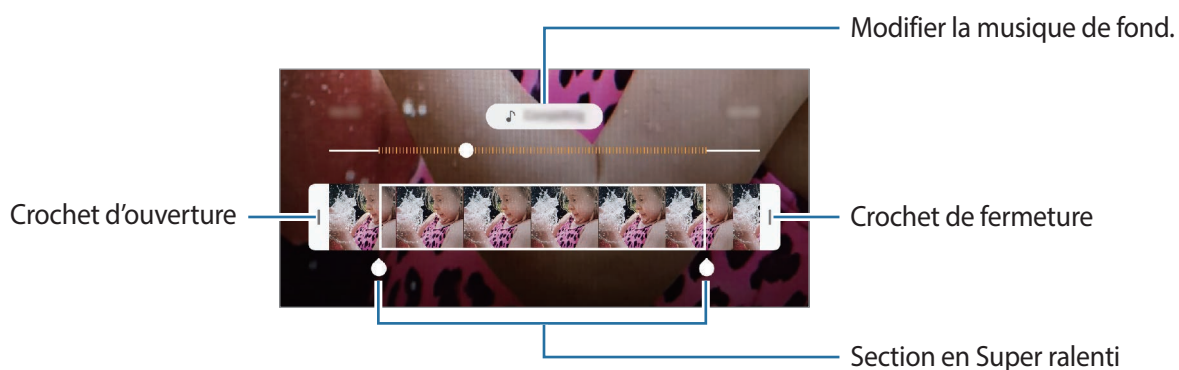 Modifier la musique de fond.
Crochet d'ouverture
Crochet de fermeture
Section en Super ralenti